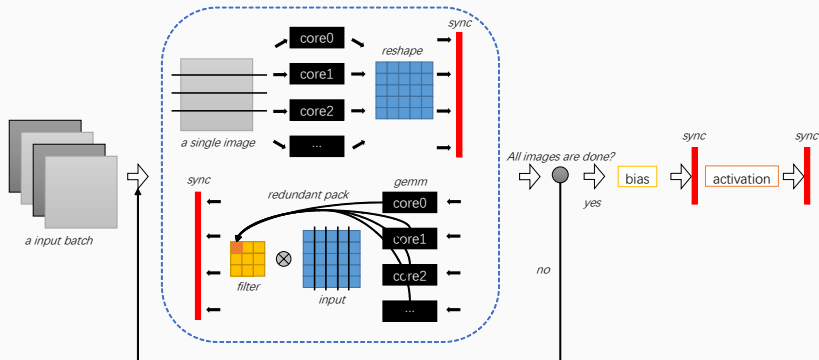 sync
core0
reshape
core1
core2
a single image
...
All images are done?
sync
sync
sync
gemm
redundant pack
core0
bias
activation
yes
a input batch
core1
no
core2
filter
input
...